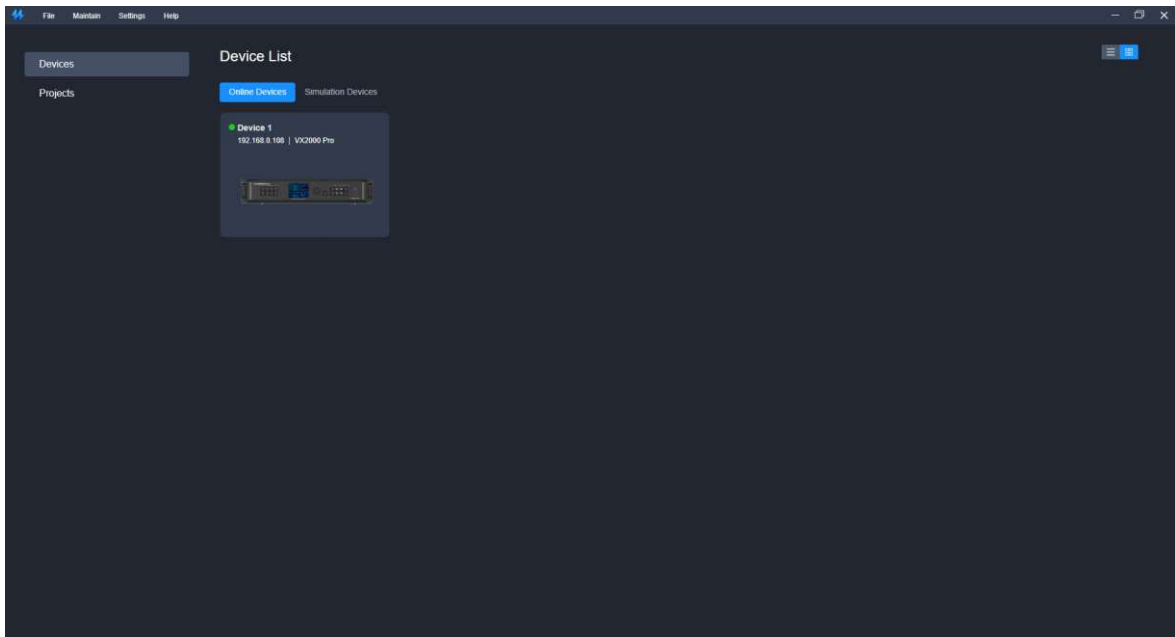 File Maintain Settings Help
Devices
Projects
Device List
Online Devices Simulation Devices
Device 1
192.168.0.108 | VX2000 Pro